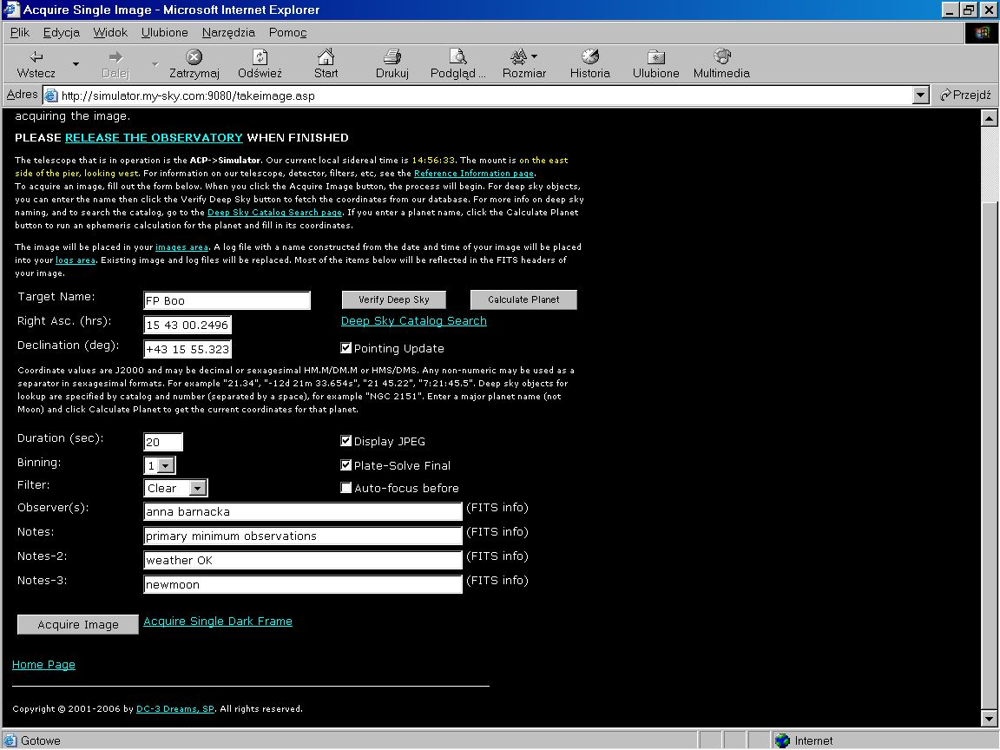 Acquire Single Image - Microsoft Internet Explorer
Plik Edycja Widok Ulubione Narzędzia Pomoc
Wstecz Dalej Zatrzymaj Odśwież Start Drukuj Podgląd ... Rozmiar Historia Ulubione Multimedia
Adres http://simulator.my-sky.com:9080/takeimage.asp Przejdź
acquiring the image.
PLEASE RELEASE THE OBSERVATORY WHEN FINISHED
The telescope that is in operation is the ACP->Simulator. Our current local sidereal time is 14:56:33. The mount is on the east
side of the pier, looking west. For information on our telescope, detector, filters, etc, see the Reference Information page.
To acquire an image, fill out the form below. When you click the Acquire Image button, the process will begin. For deep sky objects,
you can enter the name then click the Verify Deep Sky button to fetch the coordinates from our database. For more info on deep sky
naming, and to search the catalog, go to the Deep Sky Catalog Search page. If you enter a planet name, click the Calculate Planet
button to run an ephemeris calculation for the planet and fill in its coordinates.
The image will be placed in your images area. A log file with a name constructed from the date and time of your image will be placed
into your logs area. Existing image and log files will be replaced. Most of the items below will be reflected in the FITS headers of
your image.
Target Name: FP Boo Verify Deep Sky Calculate Planet
Right Asc. (hrs): 15 43 00.2496 Deep Sky Catalog Search
Declination (deg): +43 15 55.323 Pointing Update
Coordinate values are J2000 and may be decimal or sexagesimal HM.M/DM.M or HMS/DMS. Any non-numeric may be used as a
separator in sexagesimal formats. For example "21.34", "-12d 21m 33.654s", "21 45.22", "7:21:45.5". Deep sky objects for
lookup are specified by catalog and number (separated by a space), for example "NGC 2151". Enter a major planet name (not
Moon) and click Calculate Planet to get the current coordinates for that planet.
Duration (sec): 20 Display JPEG
Binning: 1 Plate-Solve Final
Filter: Clear Auto-focus before
Observer(s): anna barnacka (FITS info)
Notes: primary minimum observations (FITS info)
Notes-2: weather OK (FITS info)
Notes-3: newmoon (FITS info)
Acquire Image Acquire Single Dark Frame
Home Page
Copyright © 2001-2006 by DC-3 Dreams, SP. All rights reserved.
Gotowe Internet